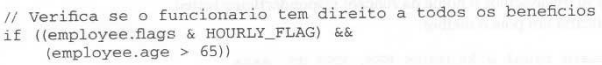 // Verifica se o funcionario tem direito a todos os beneficios
if ((employee.flags & HOURLY_FLAG) &&
(employee.age > 65))